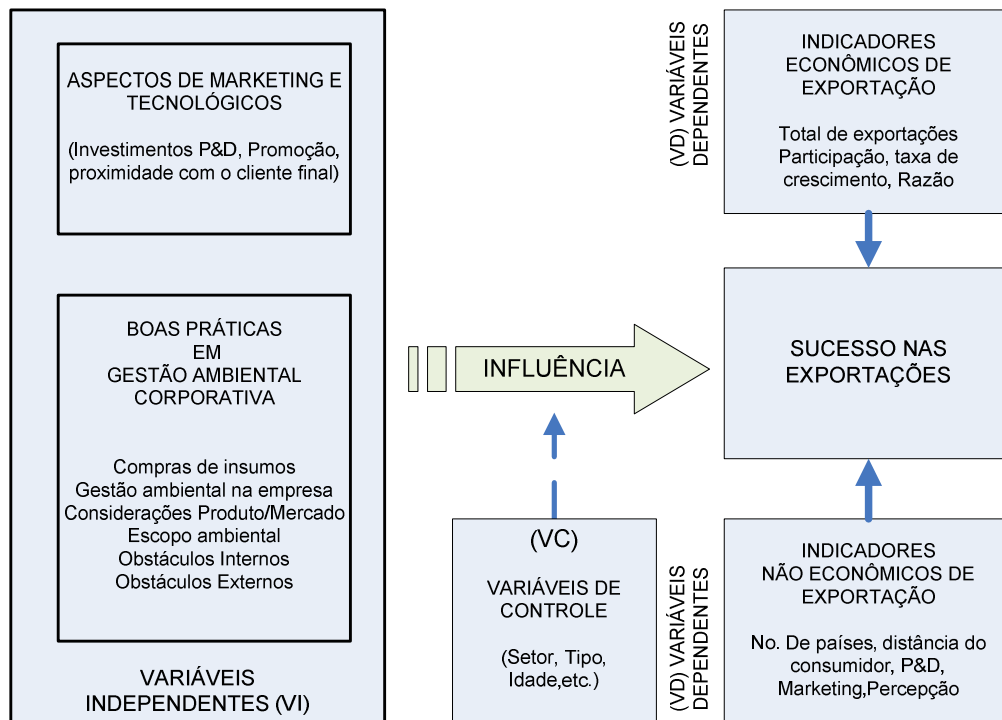 ASPECTOS DE MARKETING E
TECNOLÓGICOS
(Investimentos P&D, Promoção,
proximidade com o cliente final)
BOAS PRÁTICAS
EM
GESTÃO AMBIENTAL
CORPORATIVA
Compras de insumos
Gestão ambiental na empresa
Considerações Produto/Mercado
Escopo ambiental
Obstáculos Internos
Obstáculos Externos
VARIÁVEIS
INDEPENDENTES (VI)
INFLUÊNCIA
(VC)
VARIÁVEIS DE
CONTROLE
(Setor, Tipo,
Idade,etc.)
(VD) VARIÁVEIS
DEPENDENTES
INDICADORES
ECONÔMICOS DE
EXPORTAÇÃO
Total de exportações
Participação, taxa de
crescimento, Razão
SUCESSO NAS
EXPORTAÇÕES
(VD) VARIÁVEIS
DEPENDENTES
INDICADORES
NÃO ECONÔMICOS DE
EXPORTAÇÃO
No. De países, distância do
consumidor, P&D,
Marketing,Percepção